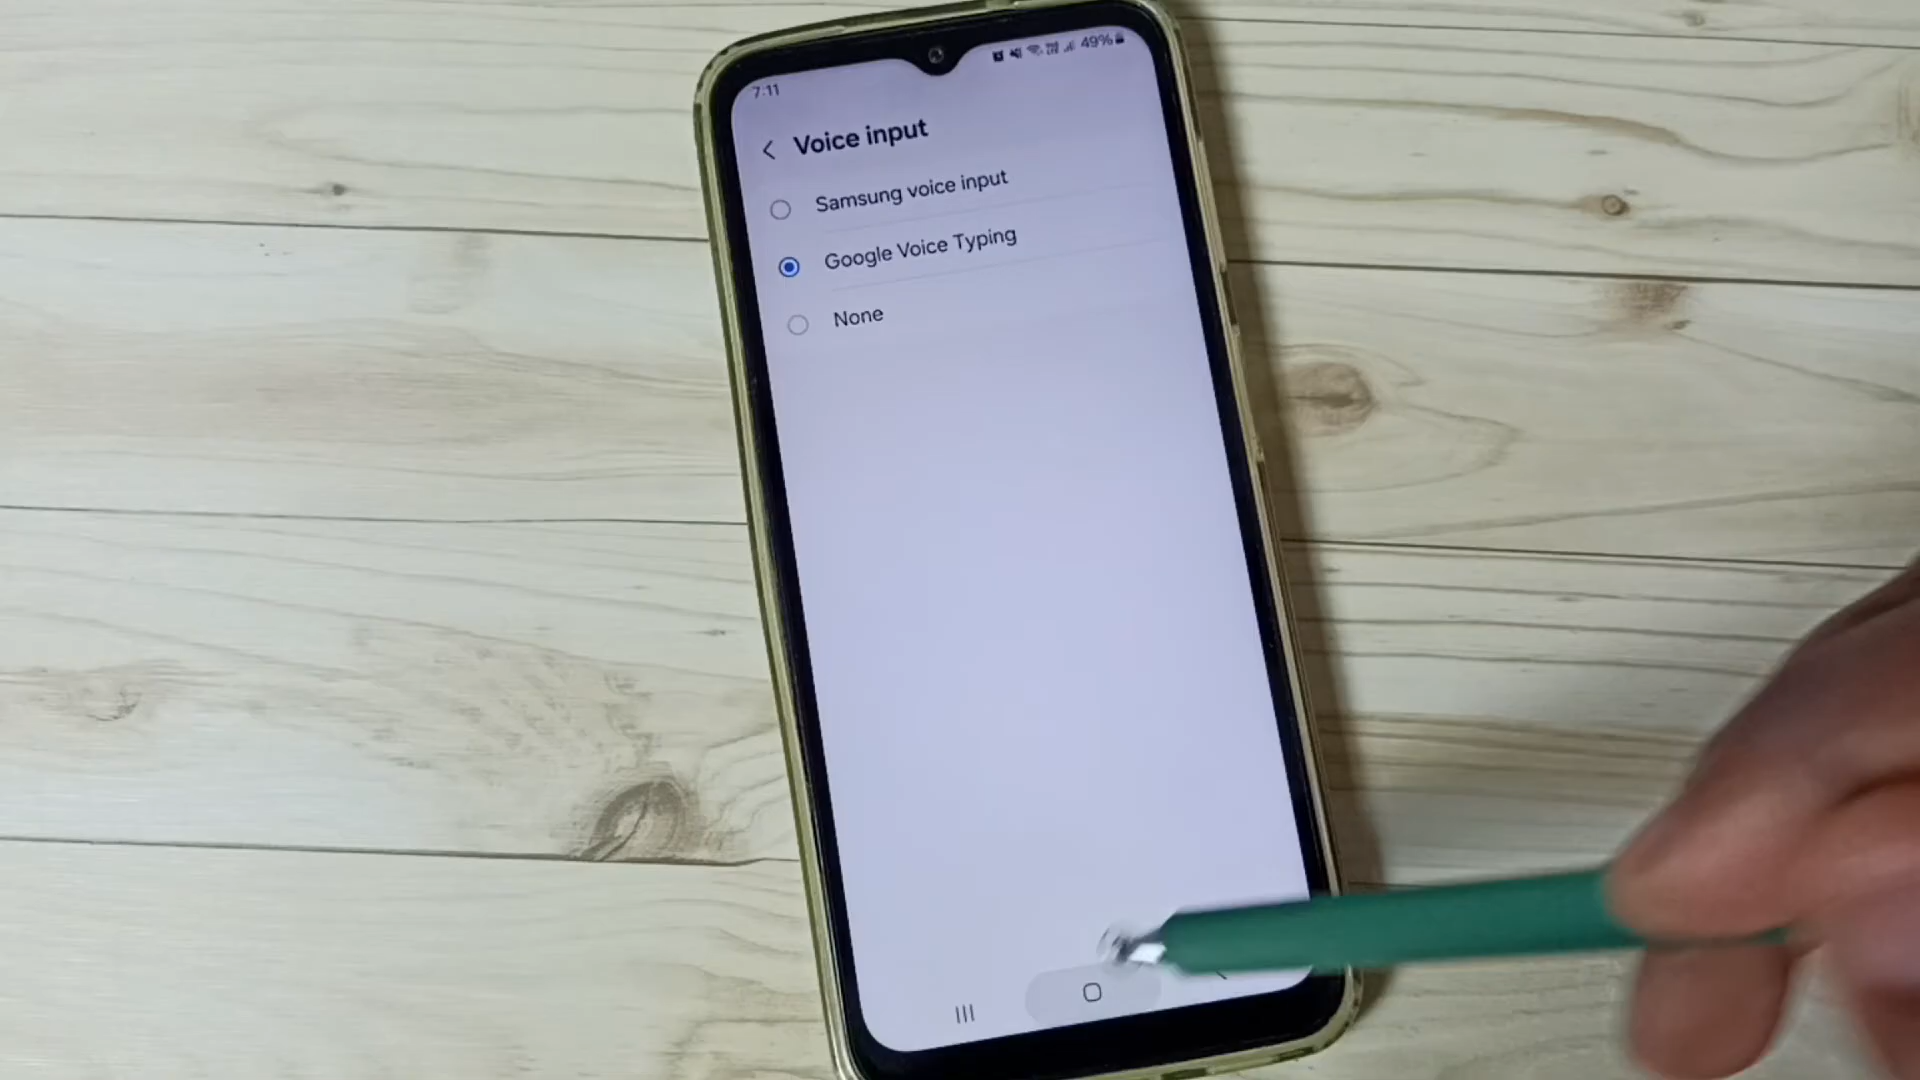 7:11
49%
Voice input
Samsung voice input
Google Voice Typing
None